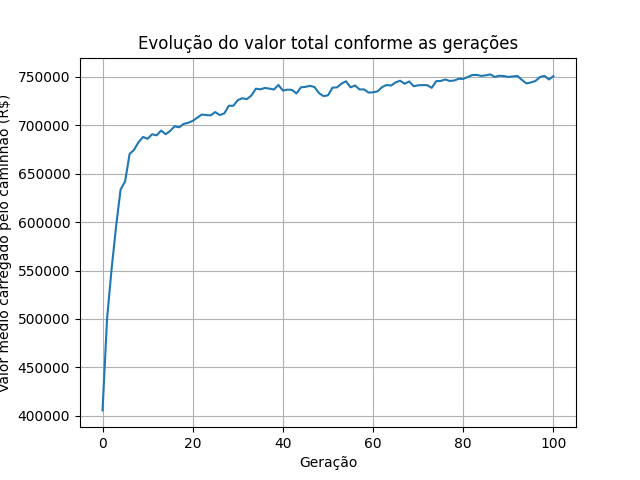 Evolução do valor total conforme as gerações
Valor médio carregado pelo caminhão (R$)
750000
700000
650000
600000
550000
500000
450000
400000
0 20 40 60 80 100
Geração